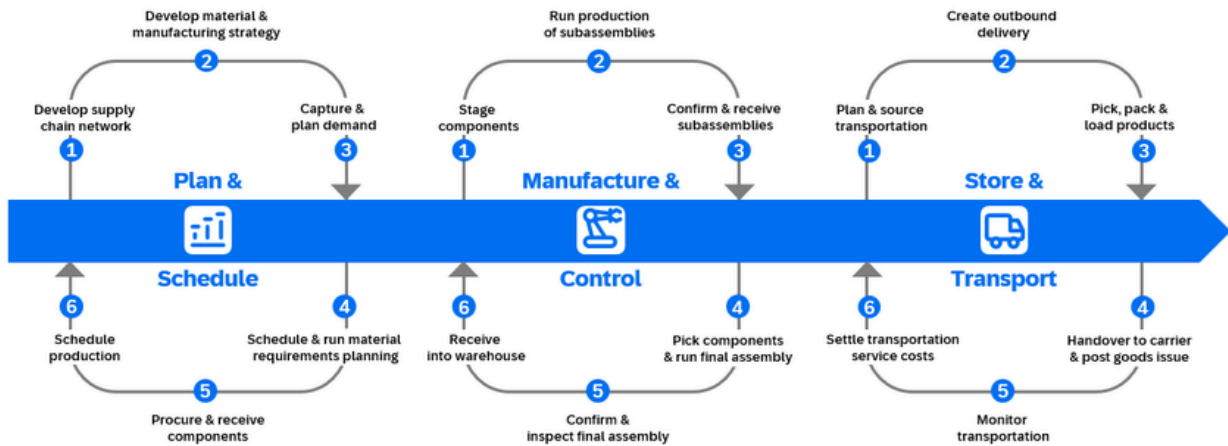 Develop material &
manufacturing strategy
2
Develop supply
chain network
1
Capture &
plan demand
3
Plan &
Schedule
6
Schedule
production
4
Schedule & run material
requirements planning
5
Procure & receive
components
Run production
of subassemblies
2
Stage
components
1
Confirm & receive
subassemblies
3
Manufacture &
Control
6
Receive
into warehouse
4
Pick components
& run final assembly
5
Confirm &
inspect final assembly
Create outbound
delivery
2
Plan & source
transportation
1
Pick, pack &
load products
3
Store &
Transport
6
Settle transportation
service costs
4
Handover to carrier
& post goods issue
5
Monitor
transportation